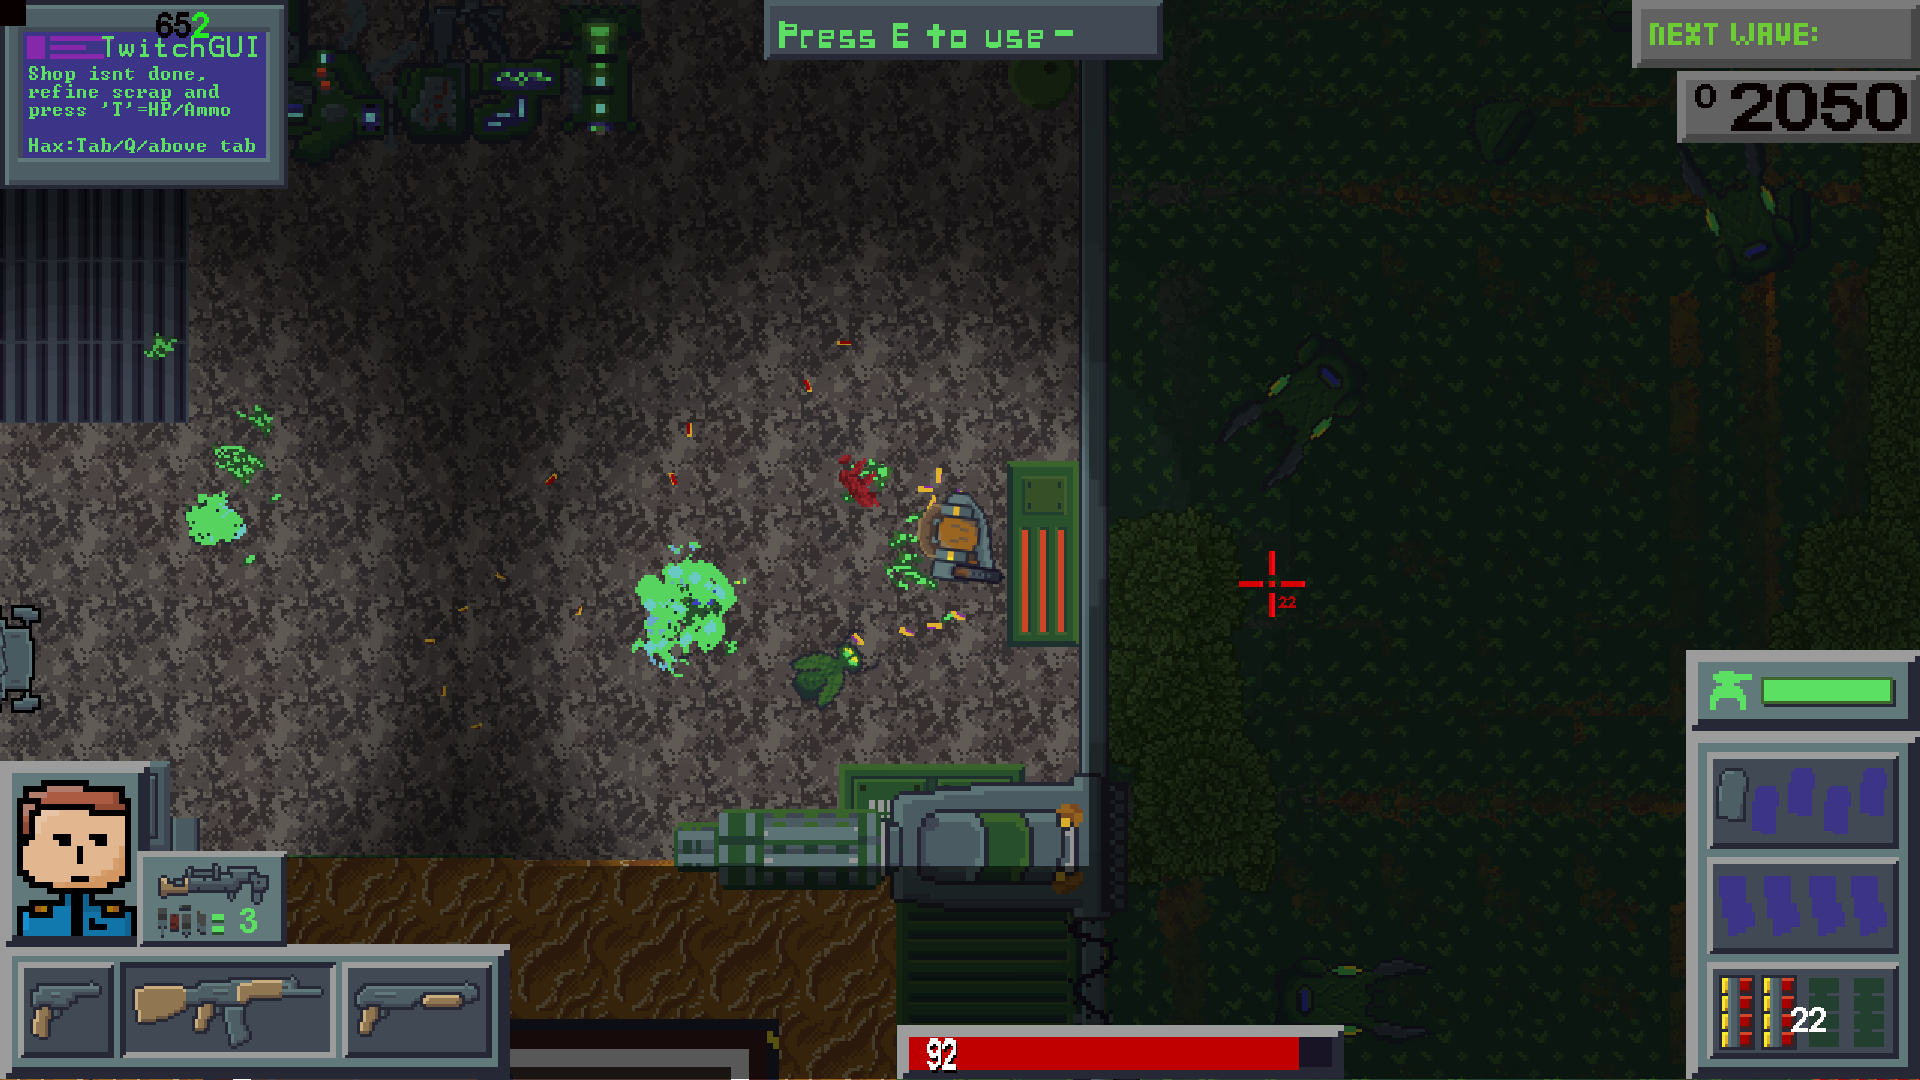 652
TwitchGUI
Shop isnt done,
refine scrap and
press 'T'=HP/Ammo
Hax:Tab/Q/above tab
Press E to use-
NEXT WAVE:
0 2050
22
3
22
92